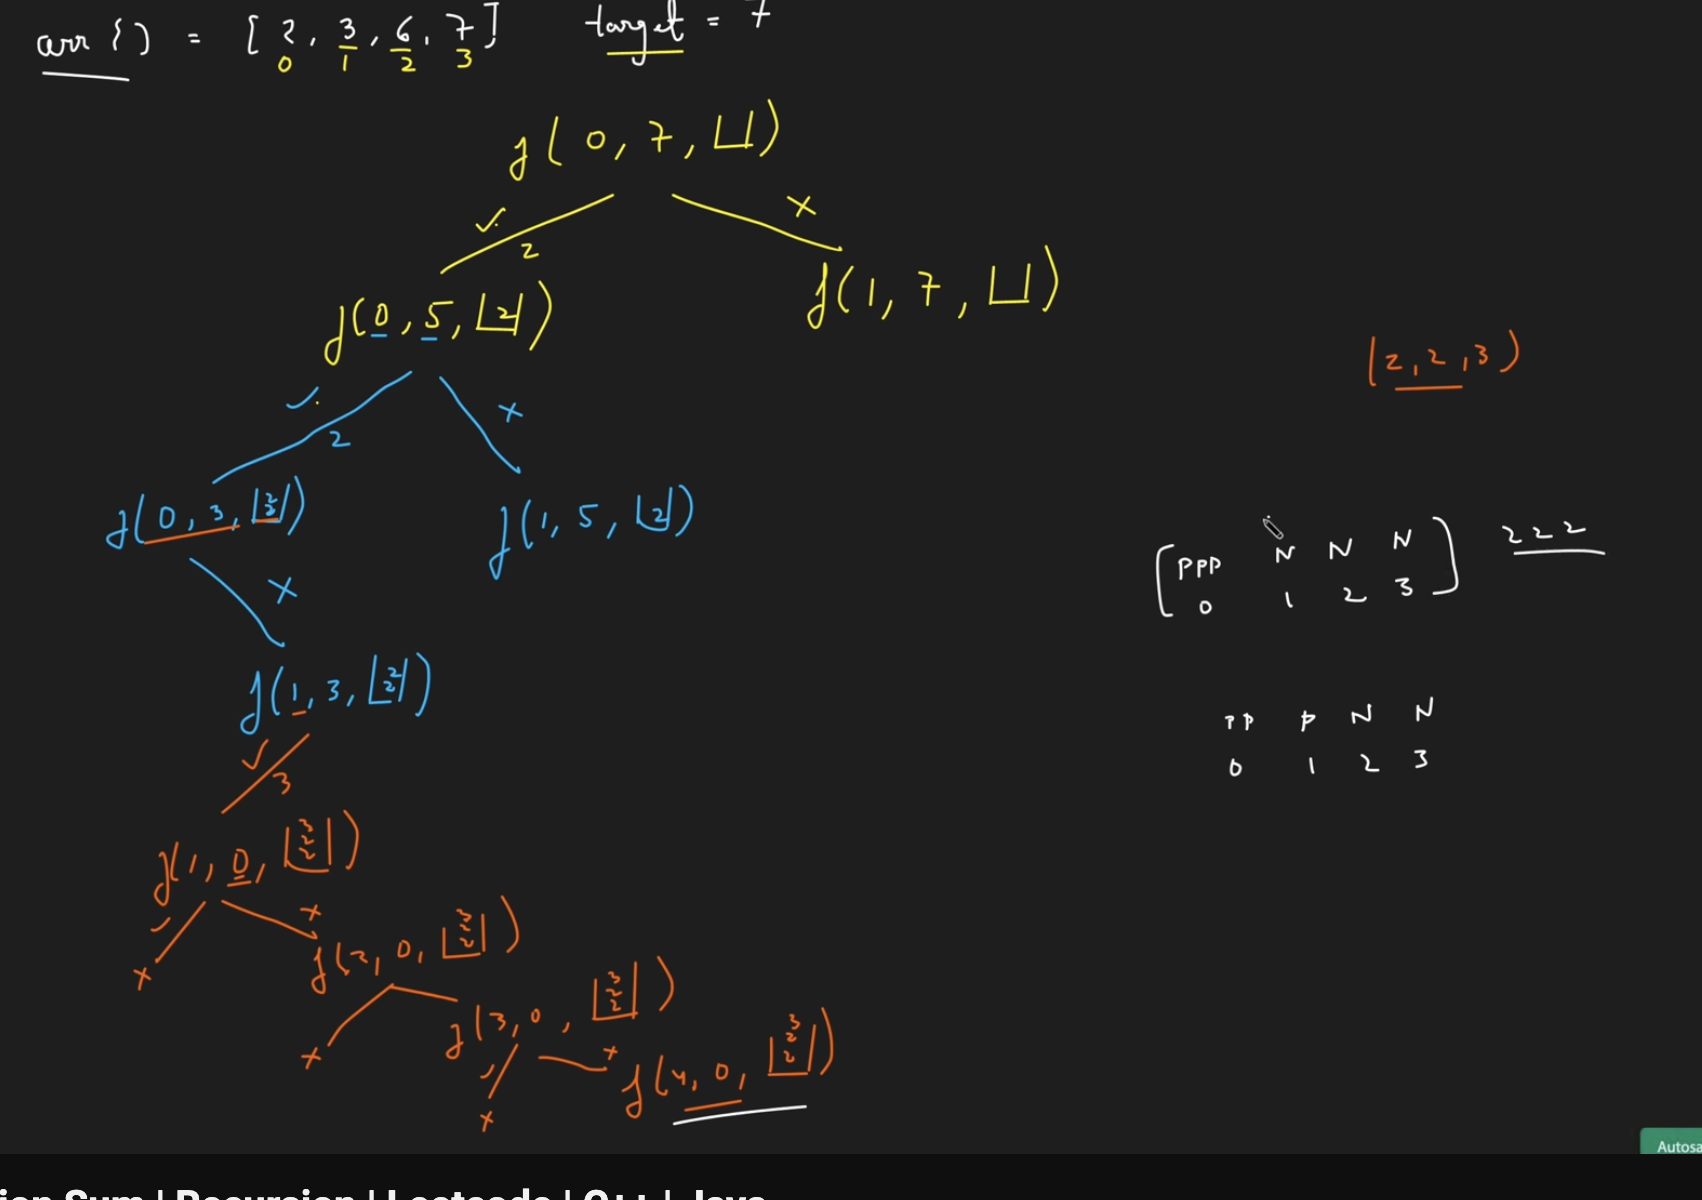 arr [] = [ 2, 3, 6, 7 ] target = 7
0 1 2 3
f( 0, 7, )
✓ x
2
f( 0, 5, 2 ) f( 1, 7, )
(2, 2, 3)
✓ x
2
f( 0, 3, 2 2 ) f( 1, 5, 2 )
[ PPP N N N ] 2 2 2
0 1 2 3
x
f( 1, 3, 2 2 )
PP P N N
0 1 2 3
✓ 3
f( 1, 0, 3 2 2 )
✓ x
x f( 2, 0, 3 2 2 )
x f( 3, 0, 3 2 2 )
✓ x
x f( 4, 0, 3 2 2 )
Autosa
ion Sum | Recursion | Leetcode | C++ | Java